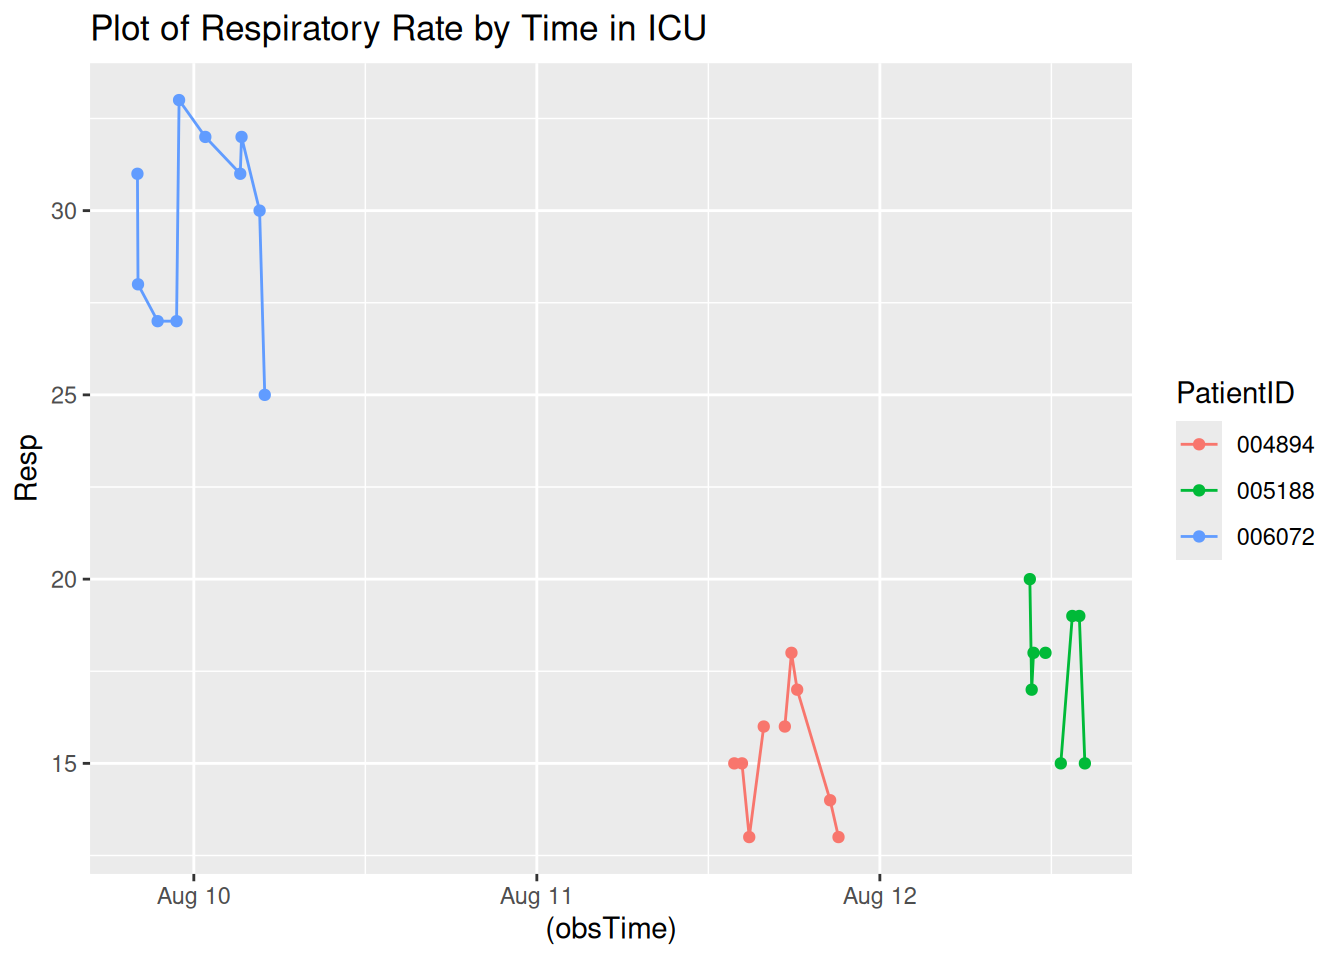 Plot of Respiratory Rate by Time in ICU
Resp
30
25
20
15
Aug 10
Aug 11
Aug 12
(obsTime)
PatientID
004894
005188
006072